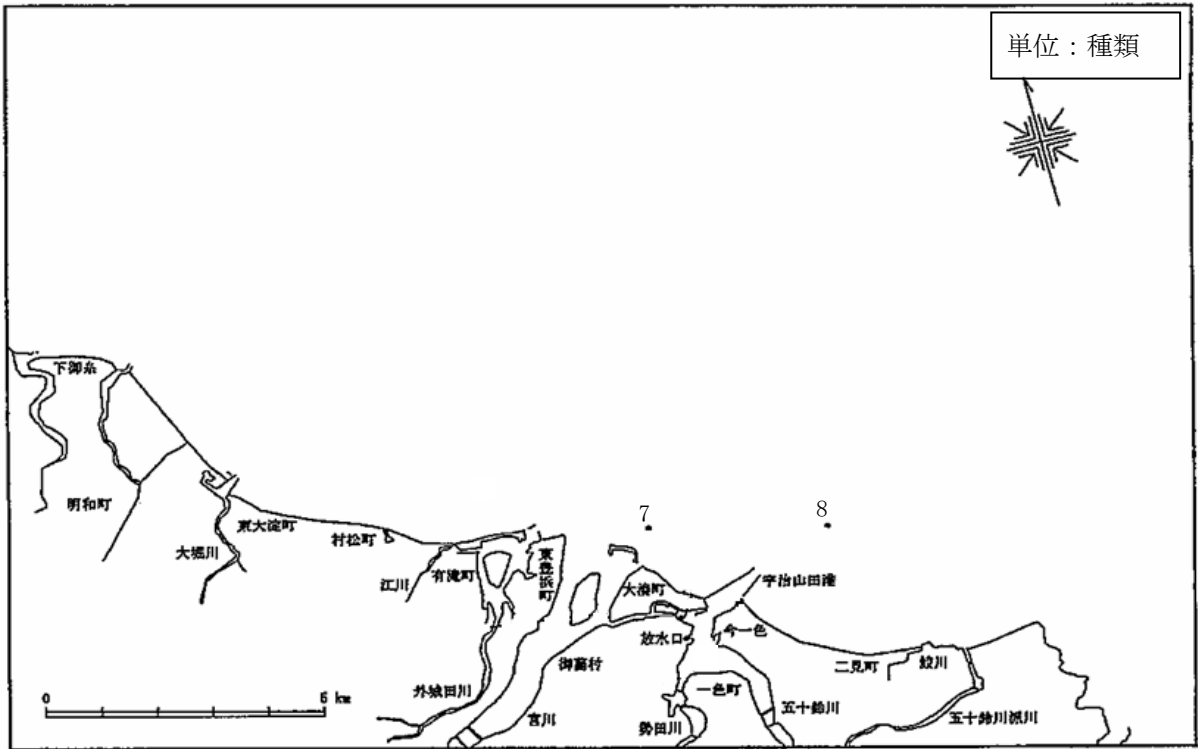 単位：種類
下御糸
明和町
大堀川
東大淀町
村松町
江川
有滝町
東豊浜町
7
8
大湊町
宇治山田港
放水口
今一色
御薗村
二見町
鮫川
外城田川
宮川
一色町
勢田川
五十鈴川
五十鈴川派川
0
6 km